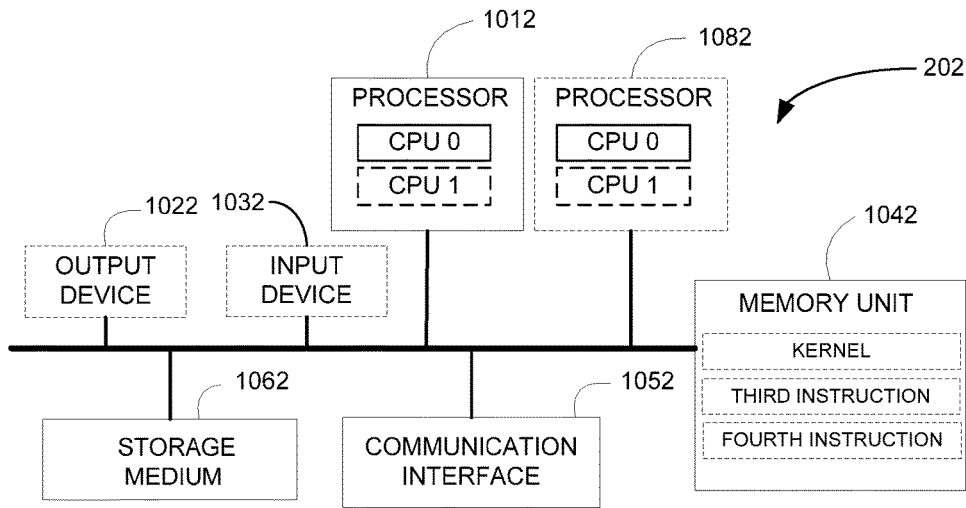 1012
1082
202
PROCESSOR
CPU 0
CPU 1
PROCESSOR
CPU 0
CPU 1
1022
1032
1042
OUTPUT
DEVICE
INPUT
DEVICE
MEMORY UNIT
KERNEL
THIRD INSTRUCTION
FOURTH INSTRUCTION
1062
1052
STORAGE
MEDIUM
COMMUNICATION
INTERFACE